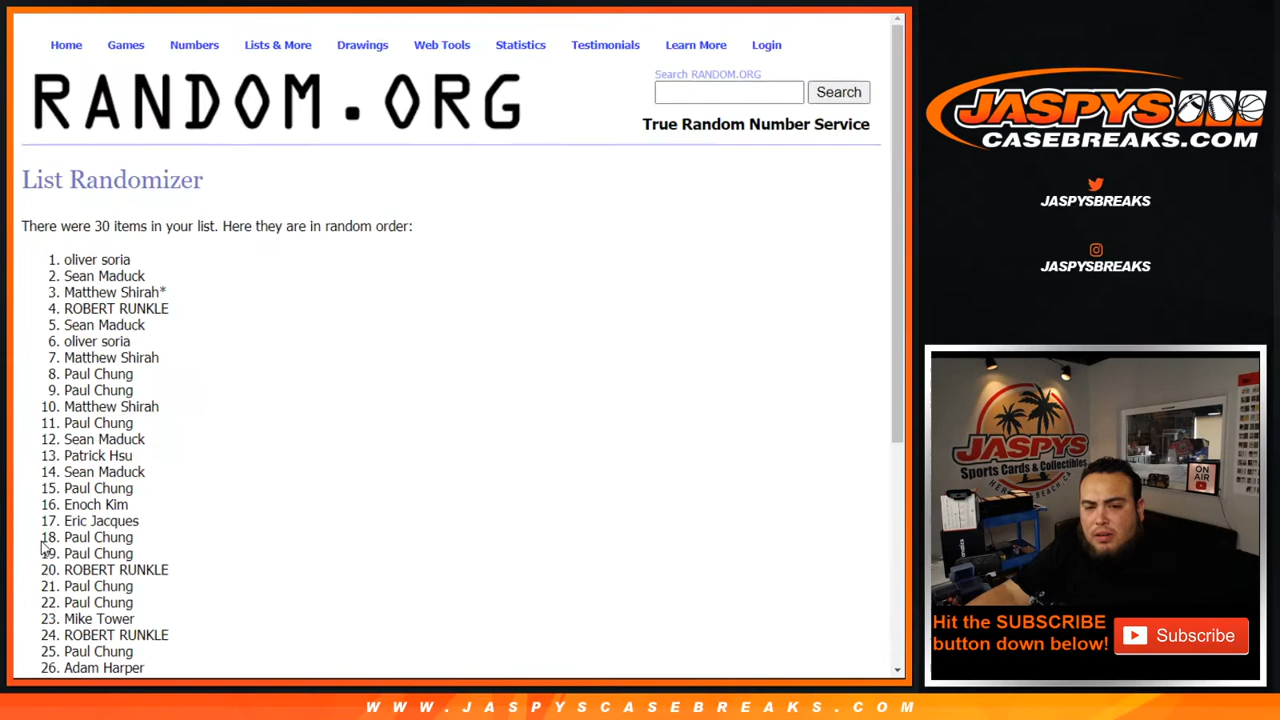 Home Games Numbers Lists & More Drawings Web Tools Statistics Testimonials Learn More Login
Search RANDOM.ORG
Search
RANDOM.ORG
True Random Number Service
List Randomizer
There were 30 items in your list. Here they are in random order:
1. oliver soria
2. Sean Maduck
3. Matthew Shirah*
4. ROBERT RUNKLE
5. Sean Maduck
6. oliver soria
7. Matthew Shirah
8. Paul Chung
9. Paul Chung
10. Matthew Shirah
11. Paul Chung
12. Sean Maduck
13. Patrick Hsu
14. Sean Maduck
15. Paul Chung
16. Enoch Kim
17. Eric Jacques
18. Paul Chung
19. Paul Chung
20. ROBERT RUNKLE
21. Paul Chung
22. Paul Chung
23. Mike Tower
24. ROBERT RUNKLE
25. Paul Chung
26. Adam Harper
JASPYS
CASEBREAKS.COM
JASPYSBREAKS
JASPYSBREAKS
JASPYS
Sports Cards & Collectibles
ON AIR
Hit the SUBSCRIBE
button down below!
Subscribe
WWW.JASPYSCASEBREAKS.COM